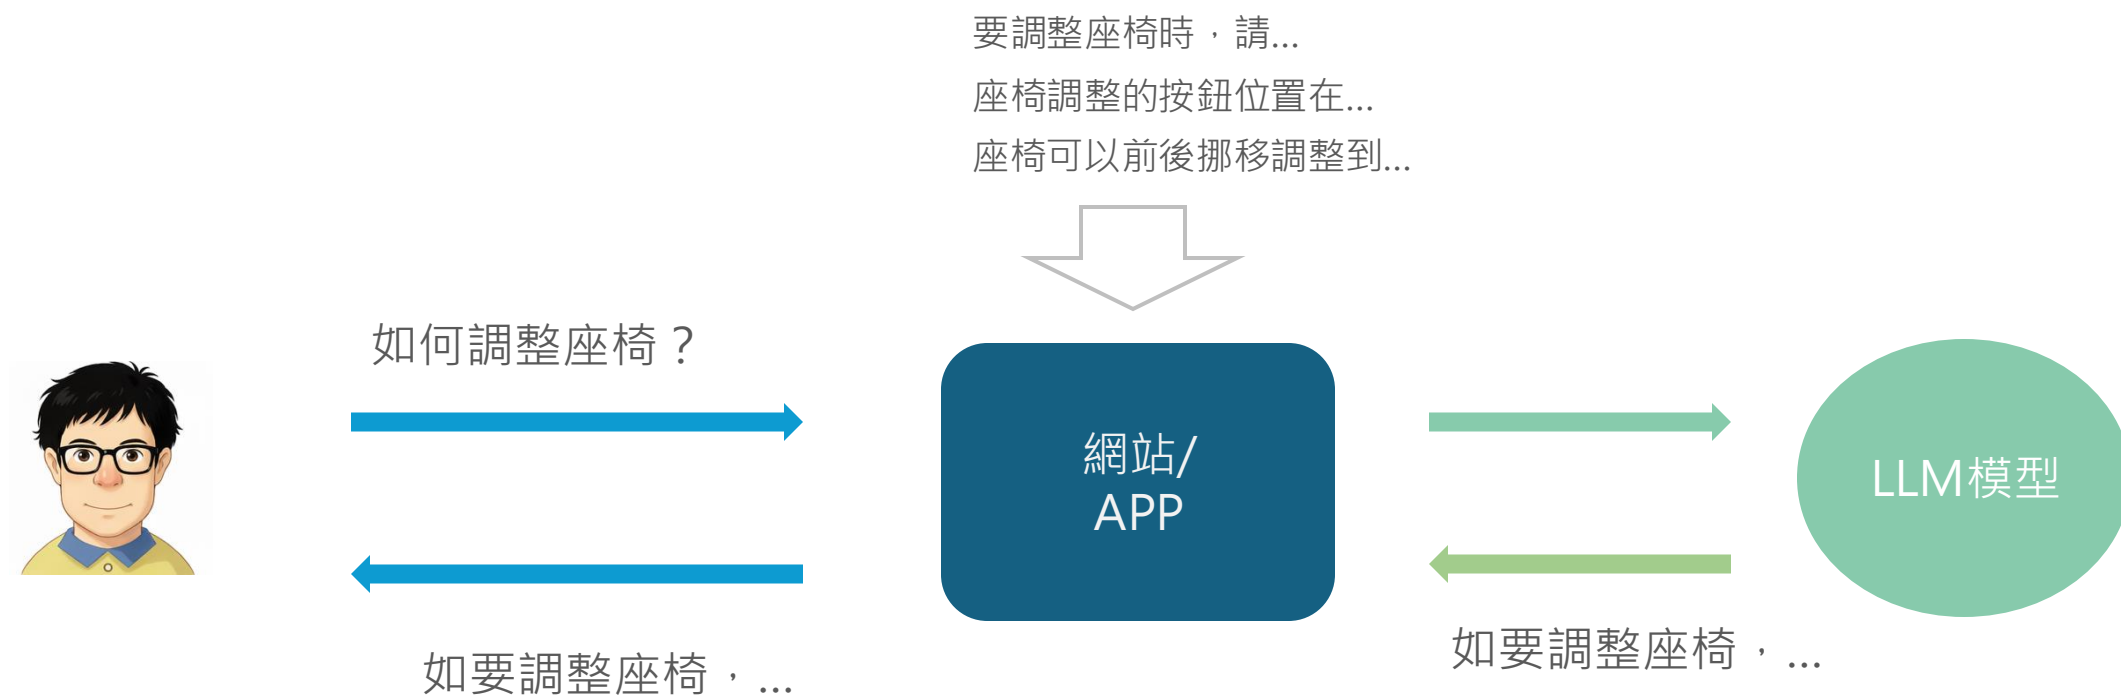 要調整座椅時，請...
座椅調整的按鈕位置在...
座椅可以前後挪移調整到...
如何調整座椅？
網站/
APP
LLM模型
如要調整座椅，...
如要調整座椅，...